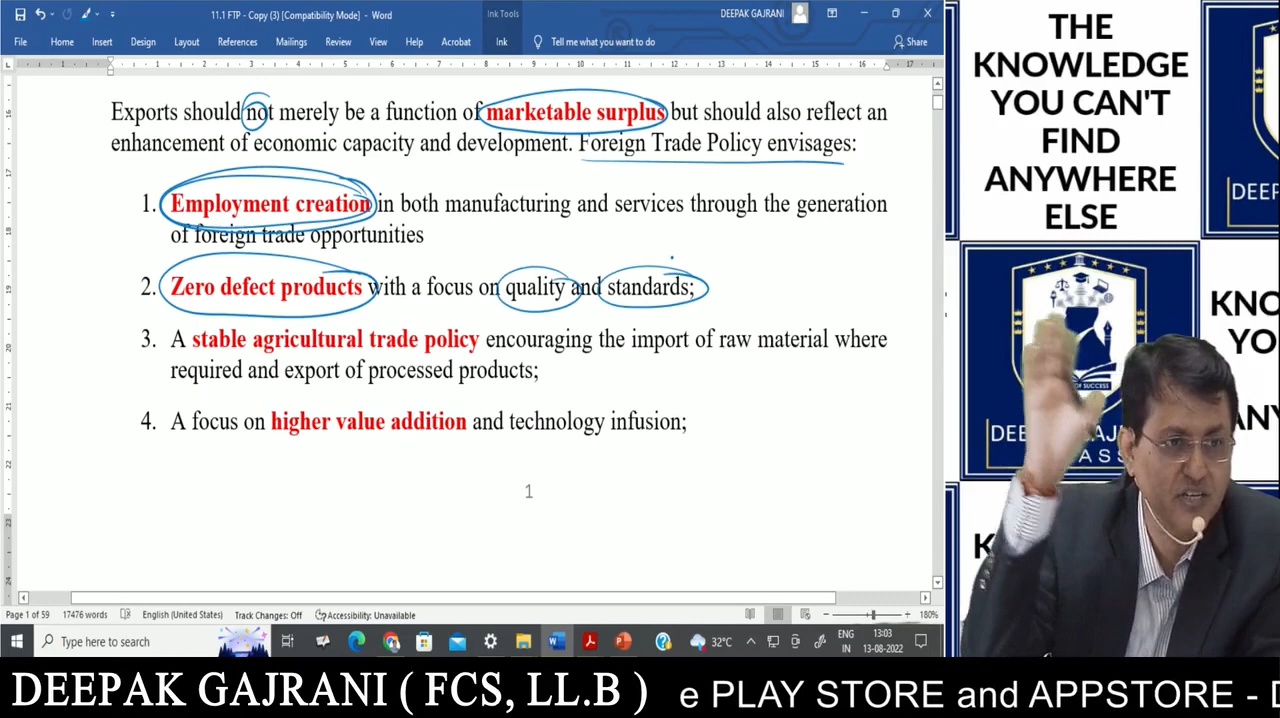 11.1 FTP - Copy (3) [Compatibility Mode] - Word
Ink Tools
DEEPAK GAJRANI
File Home Insert Design Layout References Mailings Review View Help Acrobat Ink Tell me what you want to do Share
Exports should not merely be a function of marketable surplus but should also reflect an
enhancement of economic capacity and development. Foreign Trade Policy envisages:
1. Employment creation in both manufacturing and services through the generation
of foreign trade opportunities
2. Zero defect products with a focus on quality and standards;
3. A stable agricultural trade policy encouraging the import of raw material where
required and export of processed products;
4. A focus on higher value addition and technology infusion;
1
Page 1 of 59 17476 words English (United States) Track Changes: Off Accessibility: Unavailable 180%
Type here to search
32°C
ENG
IN
13:03
13-08-2022
THE
KNOWLEDGE
YOU CAN'T
FIND
ANYWHERE
ELSE
DEEPAK GAJRANI ( FCS, LL.B )
e PLAY STORE and APPSTORE - D